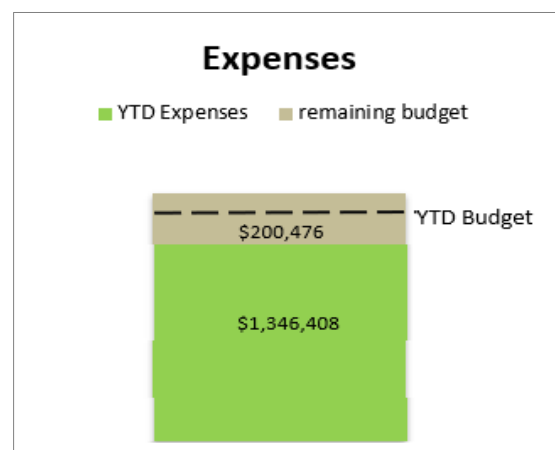 Expenses
YTD Expenses remaining budget
YTD Budget
$200,476
$1,346,408